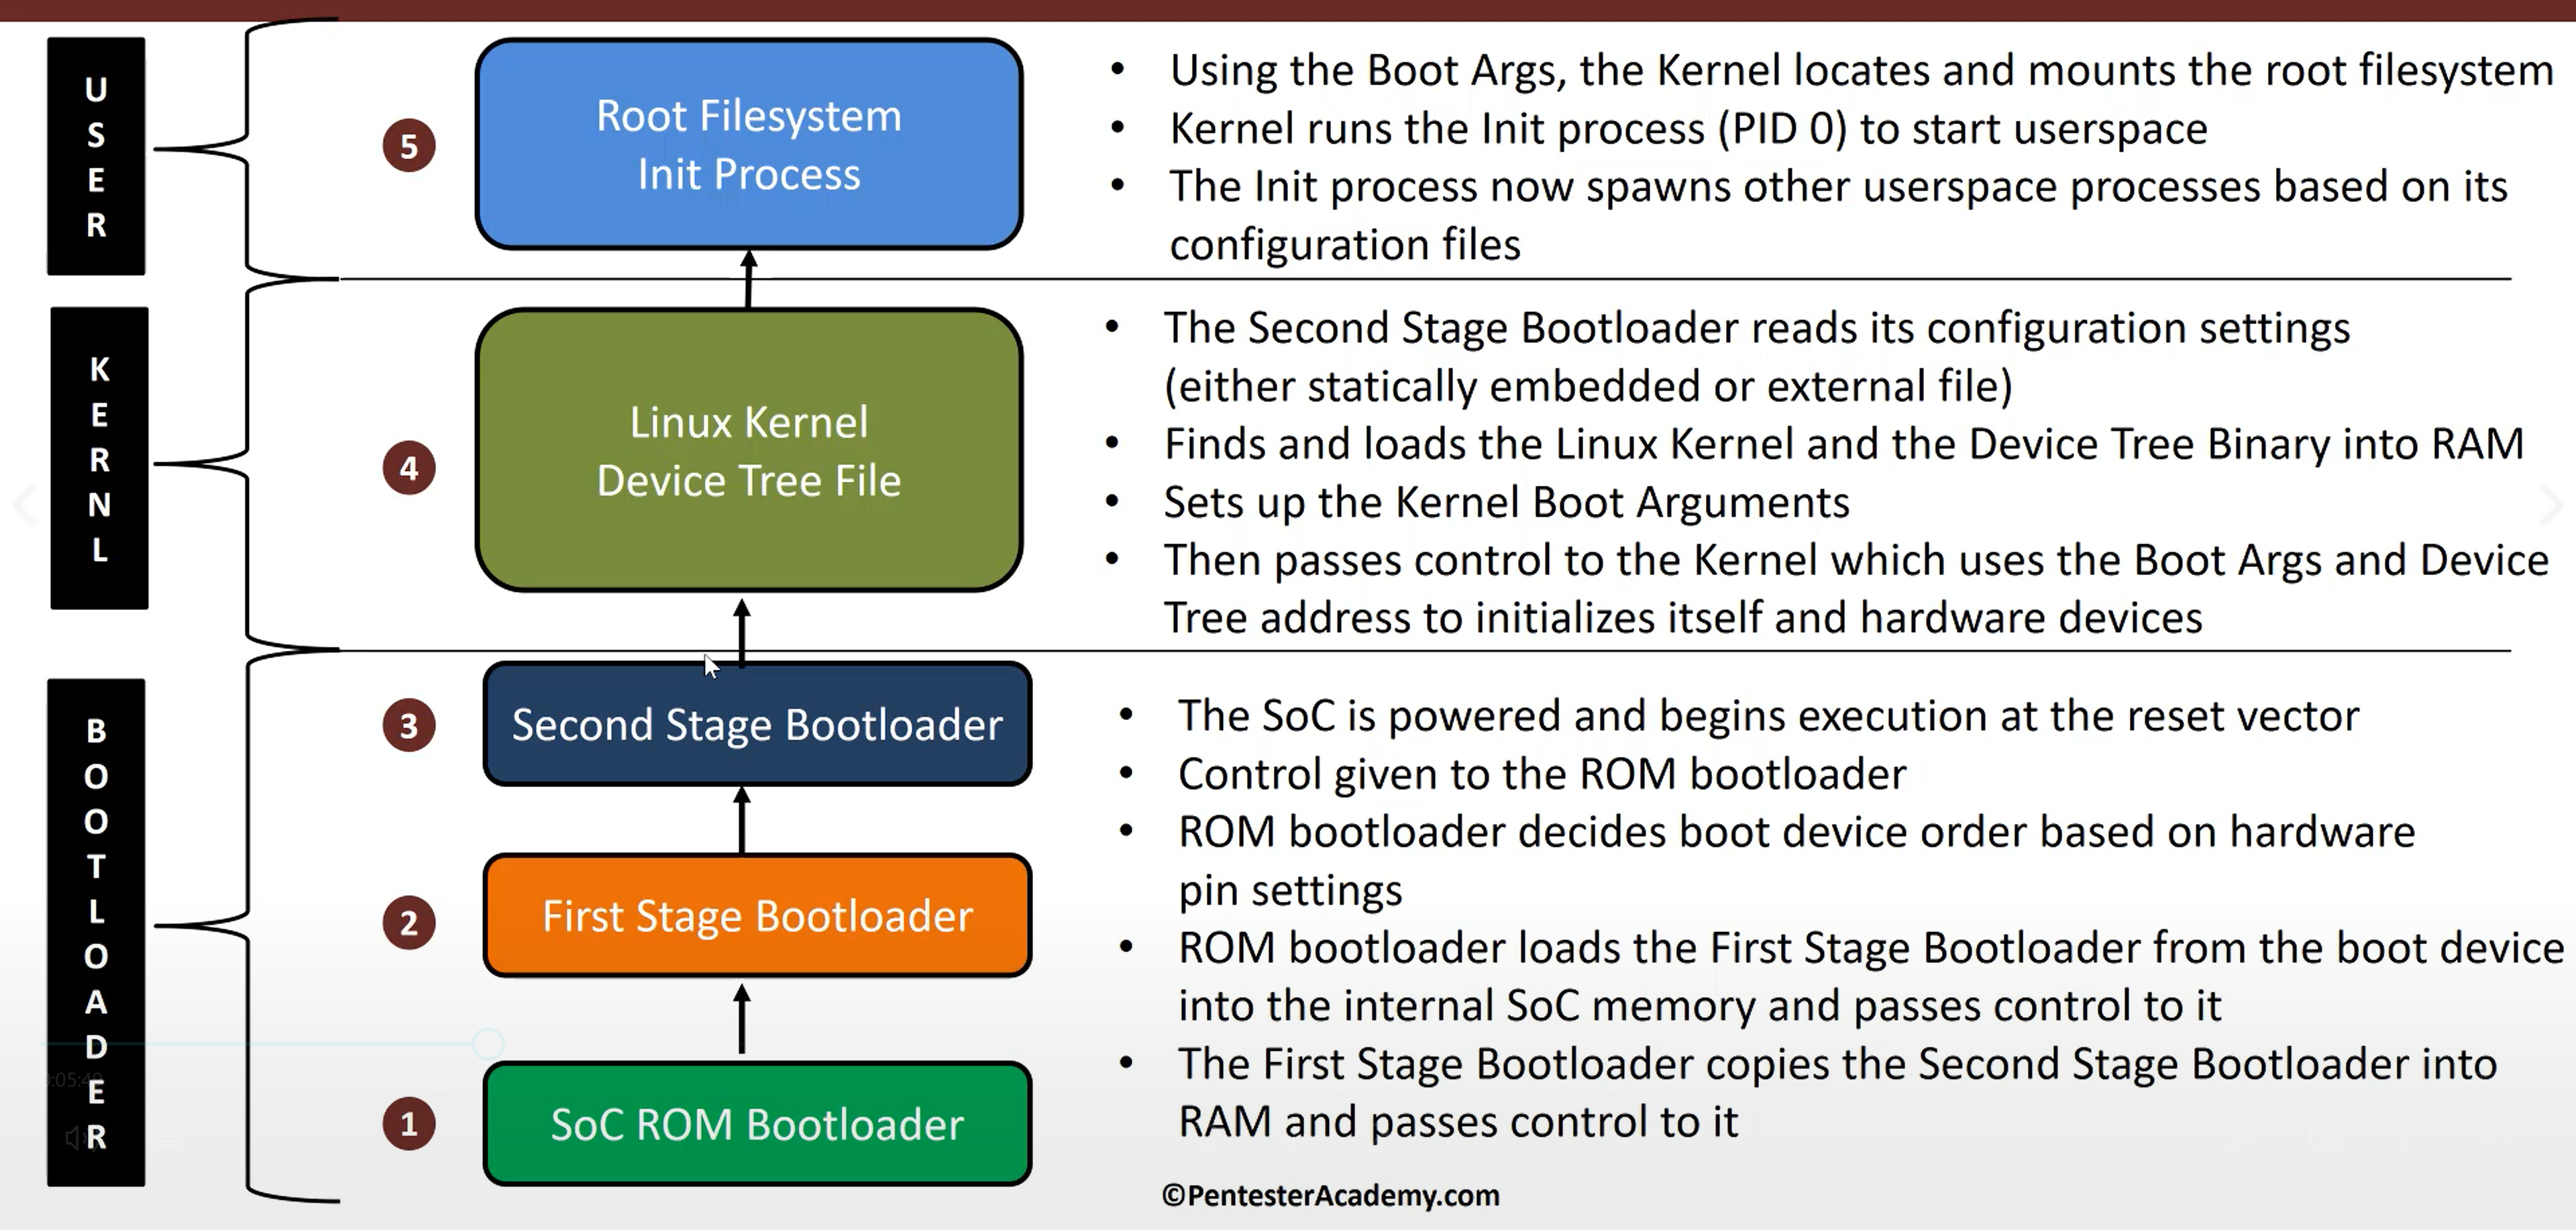 USER
5
Root Filesystem
Init Process
• Using the Boot Args, the Kernel locates and mounts the root filesystem
• Kernel runs the Init process (PID 0) to start userspace
• The Init process now spawns other userspace processes based on its
configuration files
KERNL
4
Linux Kernel
Device Tree File
• The Second Stage Bootloader reads its configuration settings
(either statically embedded or external file)
• Finds and loads the Linux Kernel and the Device Tree Binary into RAM
• Sets up the Kernel Boot Arguments
• Then passes control to the Kernel which uses the Boot Args and Device
Tree address to initializes itself and hardware devices
BOOTLOADER
3
Second Stage Bootloader
2
First Stage Bootloader
1
SoC ROM Bootloader
• The SoC is powered and begins execution at the reset vector
• Control given to the ROM bootloader
• ROM bootloader decides boot device order based on hardware
pin settings
• ROM bootloader loads the First Stage Bootloader from the boot device
into the internal SoC memory and passes control to it
• The First Stage Bootloader copies the Second Stage Bootloader into
RAM and passes control to it
©PentesterAcademy.com